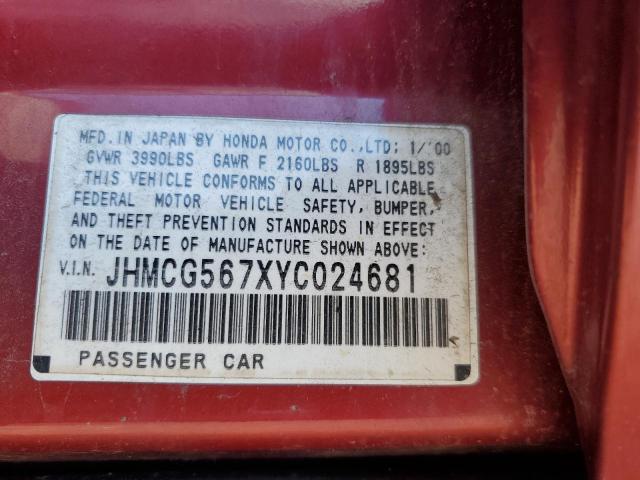 MFD. IN JAPAN BY HONDA MOTOR CO., LTD; 1/'00
GVWR 3990LBS GAWR F 2160LBS R 1895LBS
THIS VEHICLE CONFORMS TO ALL APPLICABLE
FEDERAL MOTOR VEHICLE SAFETY, BUMPER,
AND THEFT PREVENTION STANDARDS IN EFFECT
ON THE DATE OF MANUFACTURE SHOWN ABOVE:
V.I.N. JHMCG567XYC024681
PASSENGER CAR